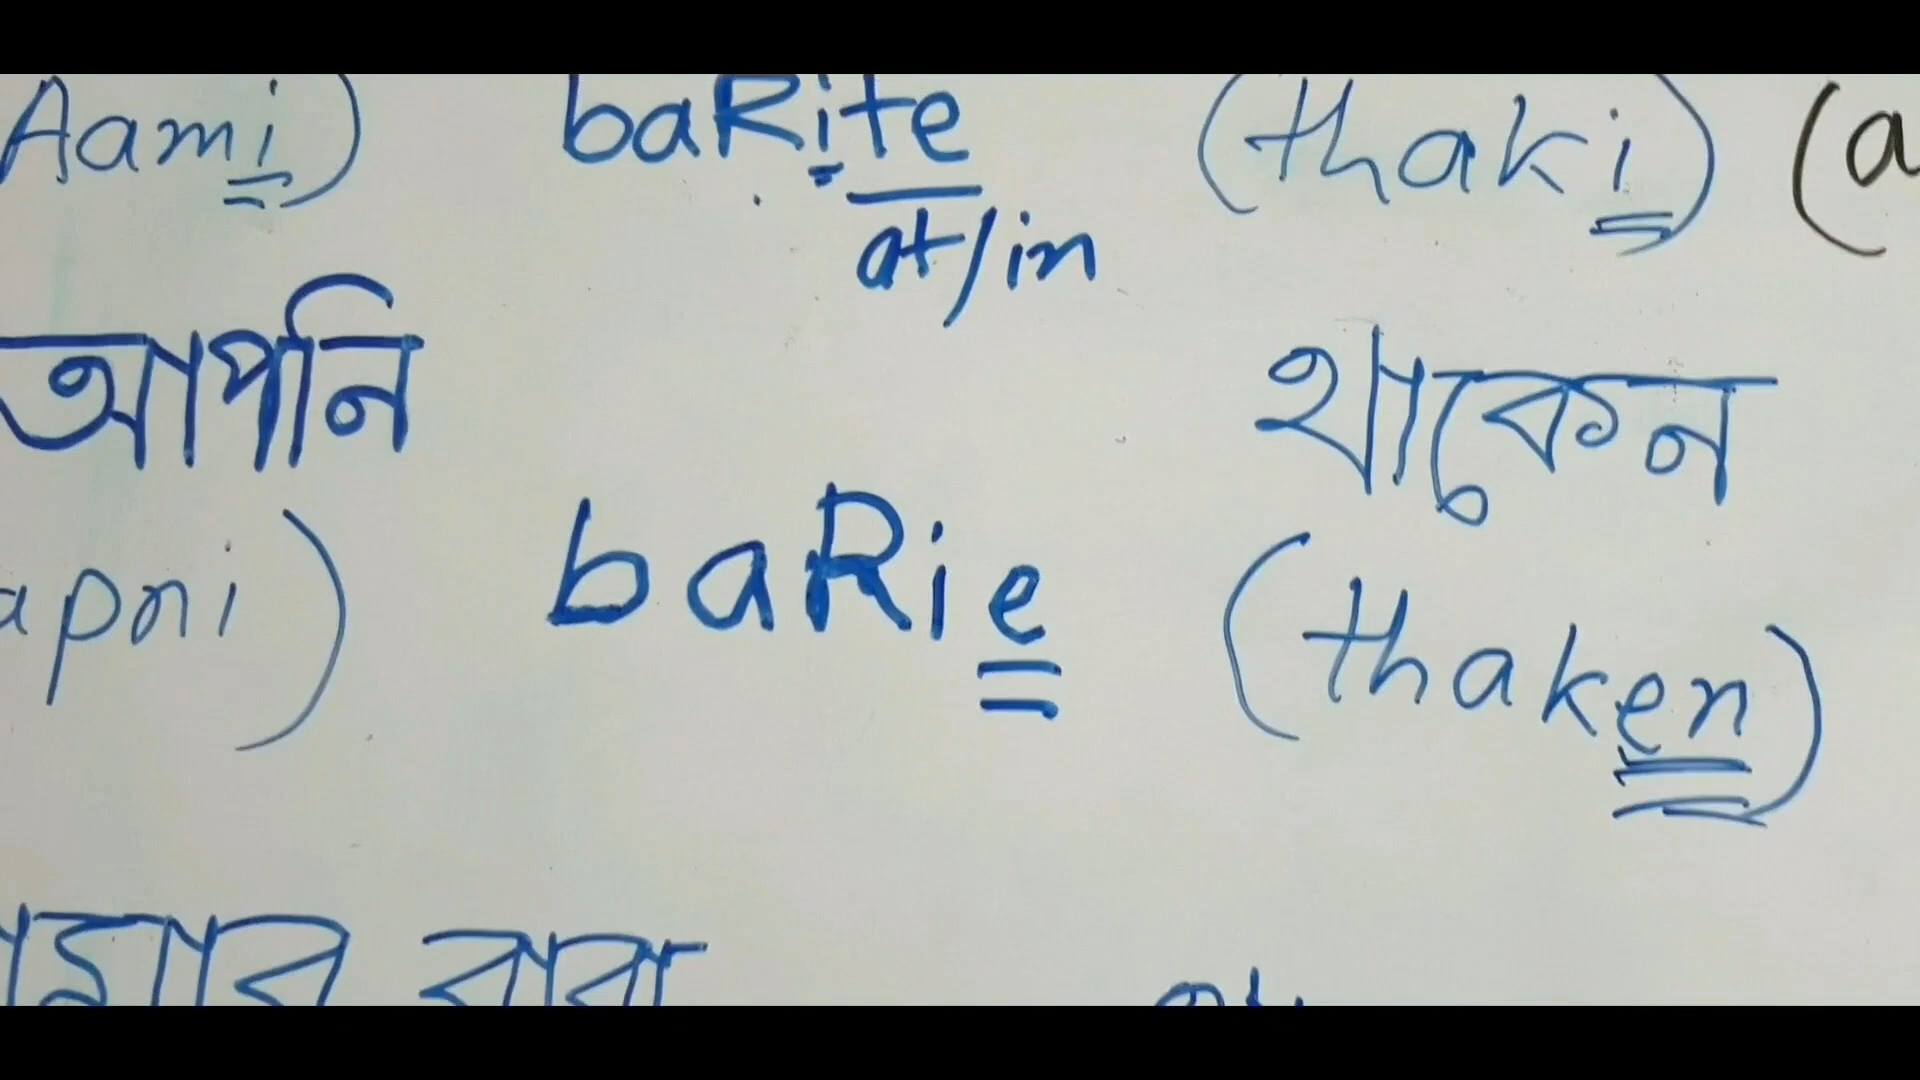 Aami) baRite (thaki) (a
at/in
আপনি থাকেন
apni) baRie (thaken)
বাবা